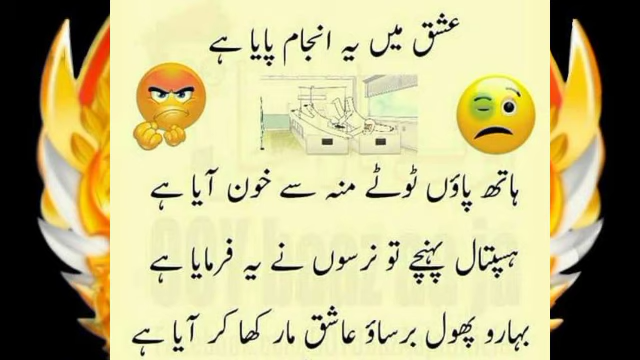 عشق میں یہ انجام پایا ہے
ہاتھ پاؤں ٹوٹے منہ سے خون آیا ہے
ہسپتال پہنچے تو نرسوں نے یہ فرمایا ہے
بہارو پھول برساؤ عاشق مار کھا کر آیا ہے